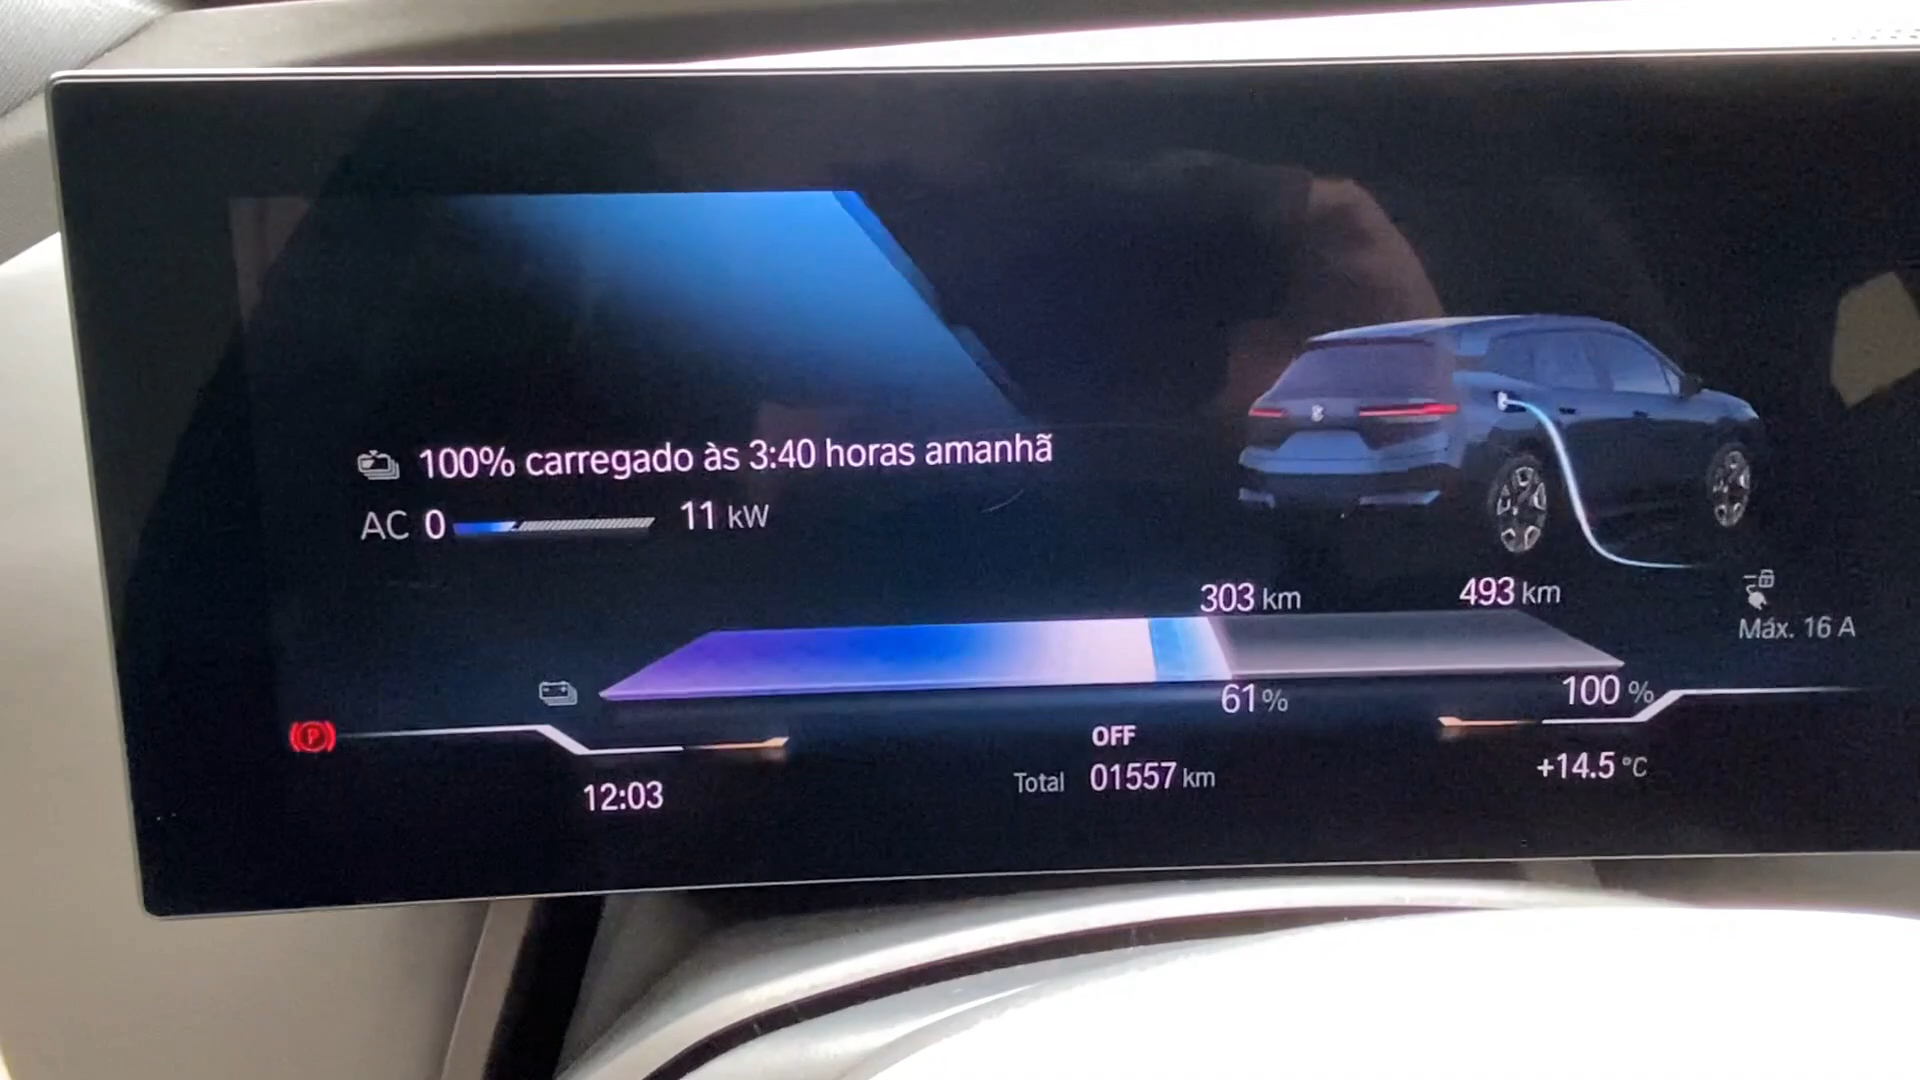 100% carregado às 3:40 horas amanhã
AC 0 11 kW
303 km 493 km
Máx. 16 A
61% 100 %
OFF
Total 01557 km
12:03
+14.5 °C
P